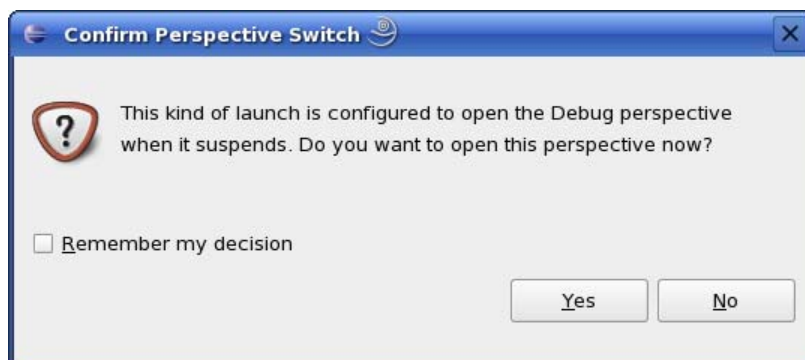 Confirm Perspective Switch
This kind of launch is configured to open the Debug perspective
when it suspends. Do you want to open this perspective now?
Remember my decision
Yes
No